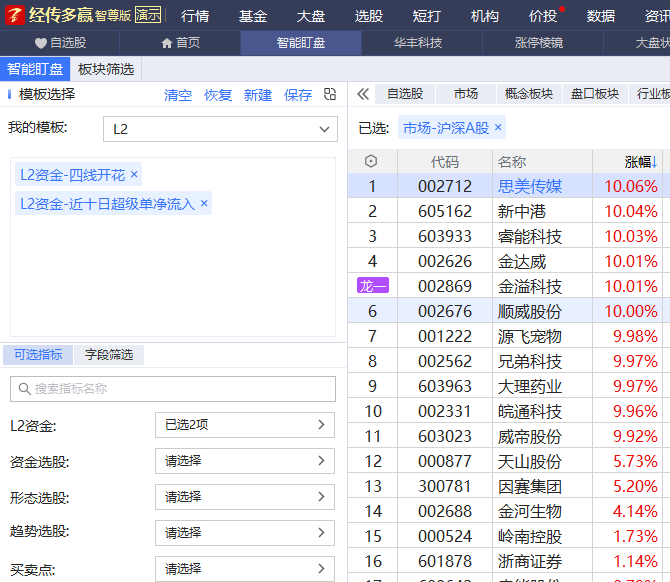 经传多赢 智尊版 演示 行情 基金 大盘 选股 短打 机构 价投 数据 资讯
自选股 首页 智能盯盘 华丰科技 涨停棱镜 大盘状
智能盯盘 板块筛选
模板选择 清空 恢复 新建 保存
我的模板: L2
L2资金-四线开花 ×
L2资金-近十日超级单净流入 ×
可选指标 字段筛选
搜索指标名称
L2资金: 已选2项
资金选股: 请选择
形态选股: 请选择
趋势选股: 请选择
买卖点: 请选择
自选股 市场 概念板块 盘口板块 行业板
已选: 市场-沪深A股 ×
代码 名称 涨幅↓
1 002712 思美传媒 10.06%
2 605162 新中港 10.04%
3 603933 睿能科技 10.03%
4 002626 金达威 10.01%
龙一 002869 金溢科技 10.01%
6 002676 顺威股份 10.00%
7 001222 源飞宠物 9.98%
8 002562 兄弟科技 9.97%
9 603963 大理药业 9.97%
10 002331 皖通科技 9.96%
11 603023 威帝股份 9.92%
12 000877 天山股份 5.73%
13 300781 因赛集团 5.20%
14 002688 金河生物 4.14%
15 000524 岭南控股 1.73%
16 601878 浙商证券 1.14%